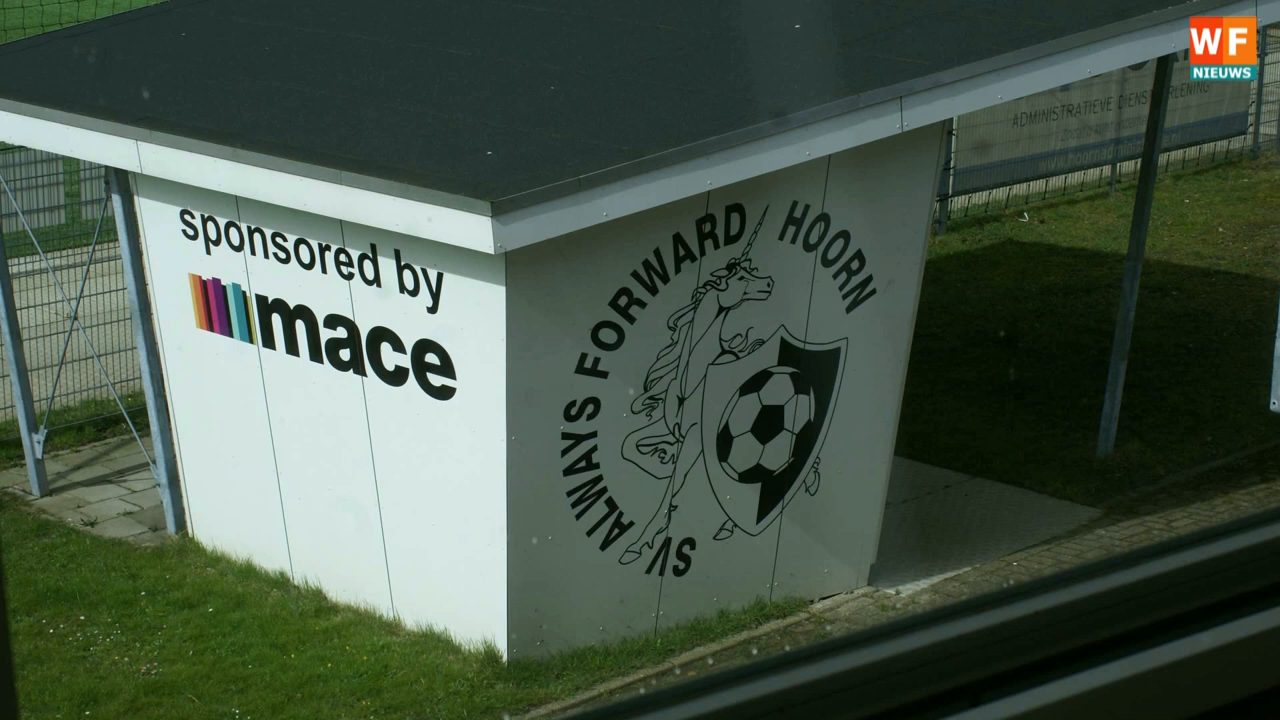 WF
NIEUWS
ADMINISTRATIEVE DIENSTVERLENING
sponsored by
mace
SV ALWAYS FORWARD HOORN